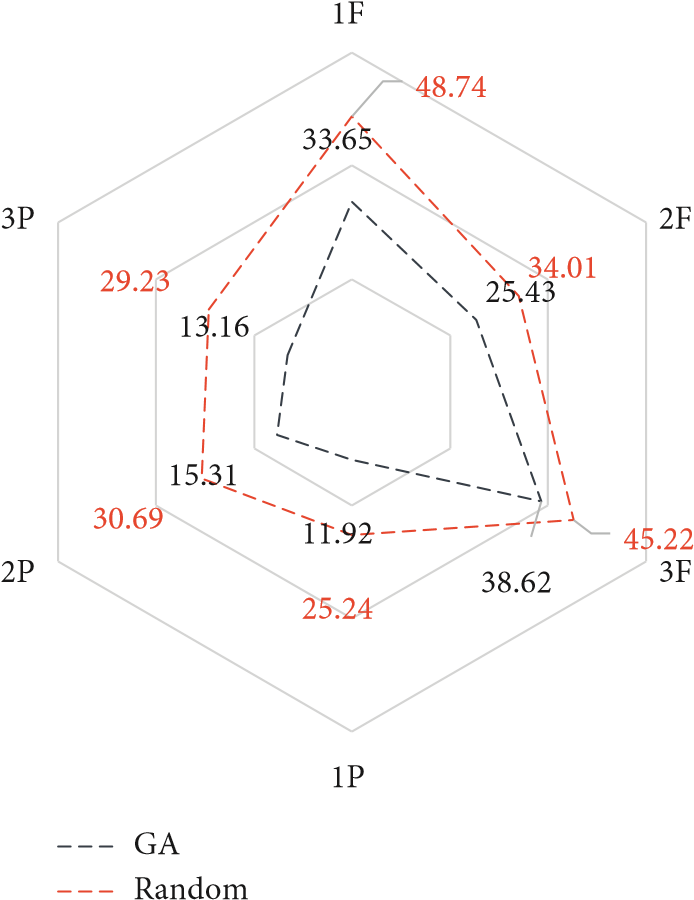 1F
48.74
33.65
3P
2F
29.23
34.01
25.43
13.16
15.31
30.69
11.92
45.22
2P
38.62
3F
25.24
1P
GA
Random